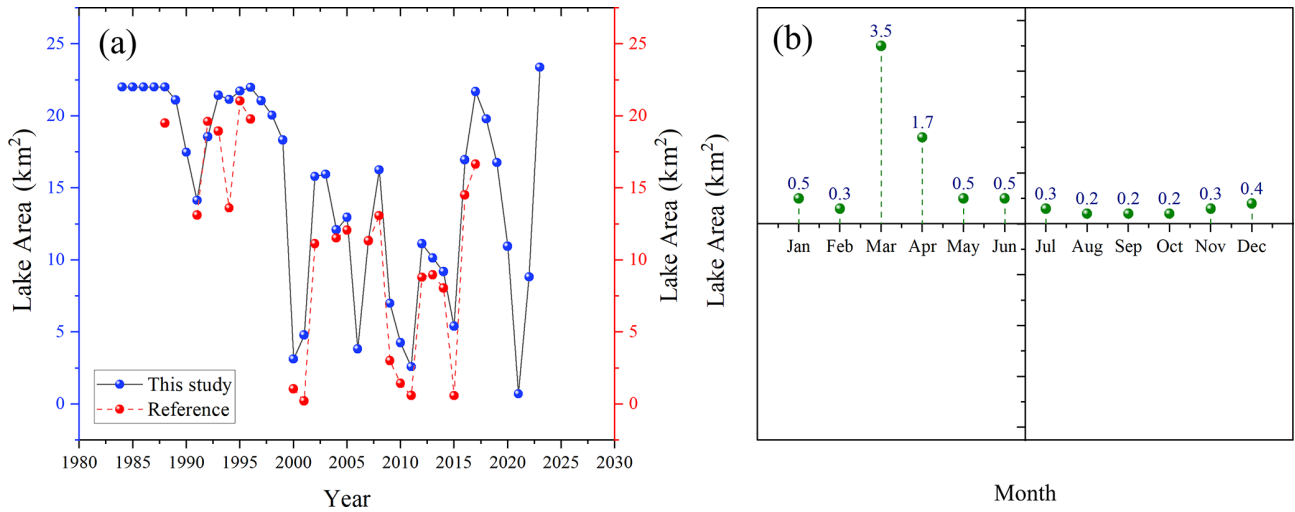 (a)
Lake Area (km²)
25
20
15
10
5
0
This study
Reference
1980 1985 1990 1995 2000 2005 2010 2015 2020 2025 2030
Year
25
20
15
10
5
0
Lake Area (km²)
(b)
Lake Area (km²)
0.5 0.3 3.5 1.7 0.5 0.5 0.3 0.2 0.2 0.2 0.3 0.4
Jan Feb Mar Apr May Jun Jul Aug Sep Oct Nov Dec
Month